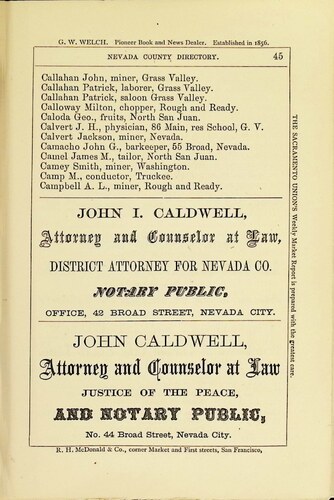 G. W. WELCH. Pioneer Book and News Dealer. Established in 1856.
NEVADA COUNTY DIRECTORY. 45
Callahan John, miner, Grass Valley.
Callahan Patrick, laborer, Grass Valley.
Callahan Patrick, saloon Grass Valley.
Calloway Milton, chopper, Rough and Ready.
Caloda Geo., fruits, North San Juan.
Calvert J. H., physician, 86 Main, res School, G. V.
Calvert Jackson, miner, Nevada.
Camacho John G., barkeeper, 55 Broad, Nevada.
Camel James M., tailor, North San Juan.
Camey Smith, miner, Washington.
Camp M., conductor, Truckee.
Campbell A. L., miner, Rough and Ready.
JOHN I. CALDWELL,
Attorney and Counselor at Law,
DISTRICT ATTORNEY FOR NEVADA CO.
NOTARY PUBLIC,
OFFICE, 42 BROAD STREET, NEVADA CITY.
JOHN CALDWELL,
Attorney and Counselor at Law
JUSTICE OF THE PEACE,
AND NOTARY PUBLIC,
No. 44 Broad Street, Nevada City.
R. H. McDonald & Co., corner Market and First streets, San Francisco,
THE SACRAMENTO UNION'S Weekly Market Report is prepared with the greatest care.